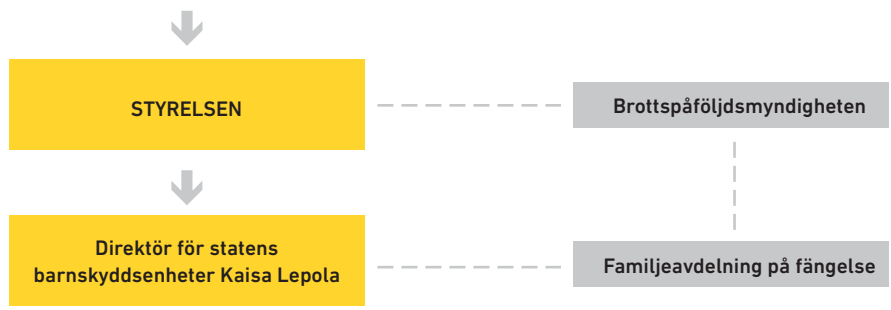 STYRELSEN
Brottspåföljdsmyndigheten
Direktör för statens
barnskyddsenheter Kaisa Lepola
Familjeavdelning på fängelse